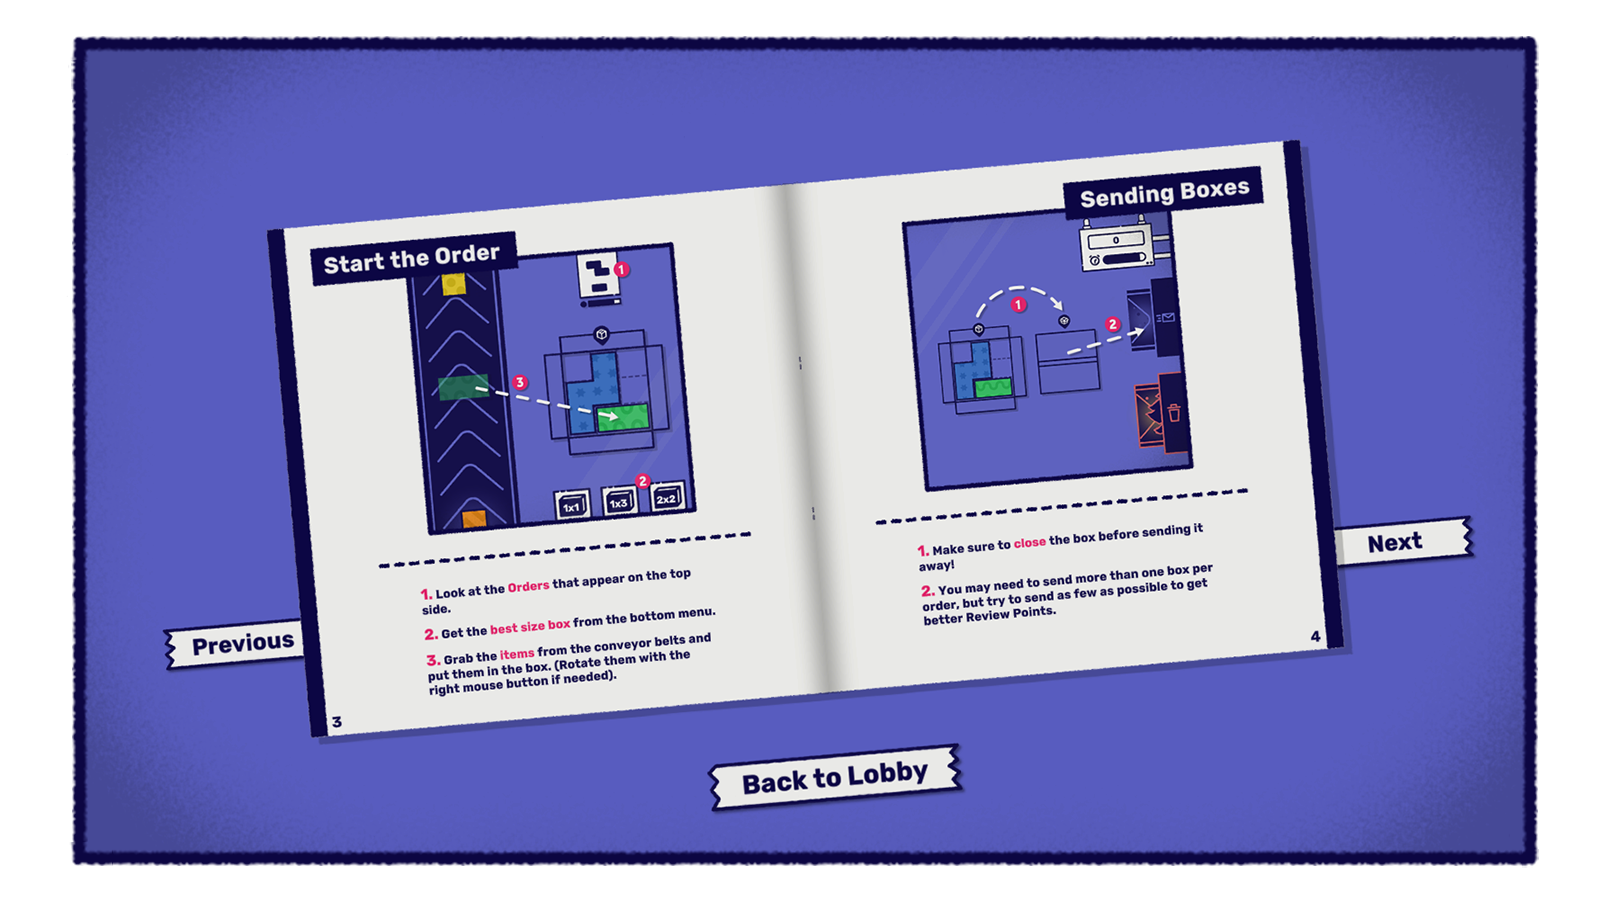 Start the Order
1
3
2
1x1
1x3
2x2
1. Look at the Orders that appear on the top
side.
2. Get the best size box from the bottom menu.
3. Grab the items from the conveyor belts and
put them in the box. (Rotate them with the
right mouse button if needed).
3
Sending Boxes
0
1
2
1. Make sure to close the box before sending it
away!
2. You may need to send more than one box per
order, but try to send as few as possible to get
better Review Points.
4
Previous
Next
Back to Lobby